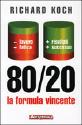 RICHARD KOCH
- lavoro
- fatica
+ risultati
+ successo
80/20
la formula vincente